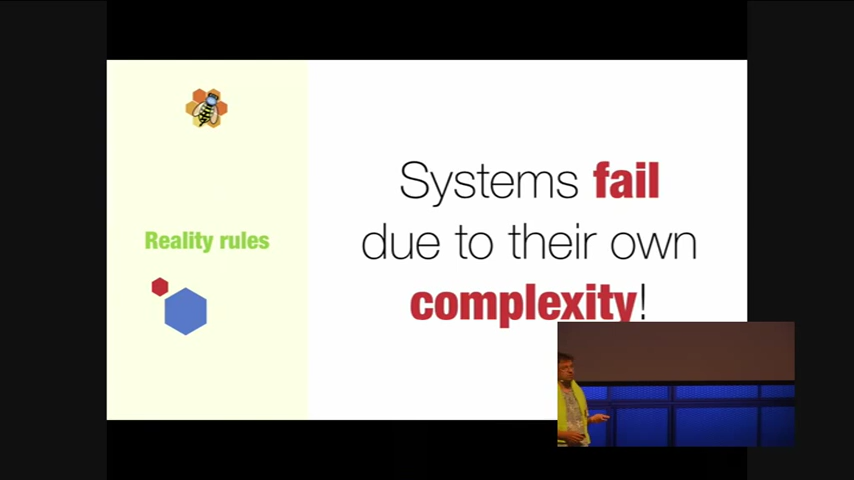 Reality rules
Systems fail
due to their own
complexity!